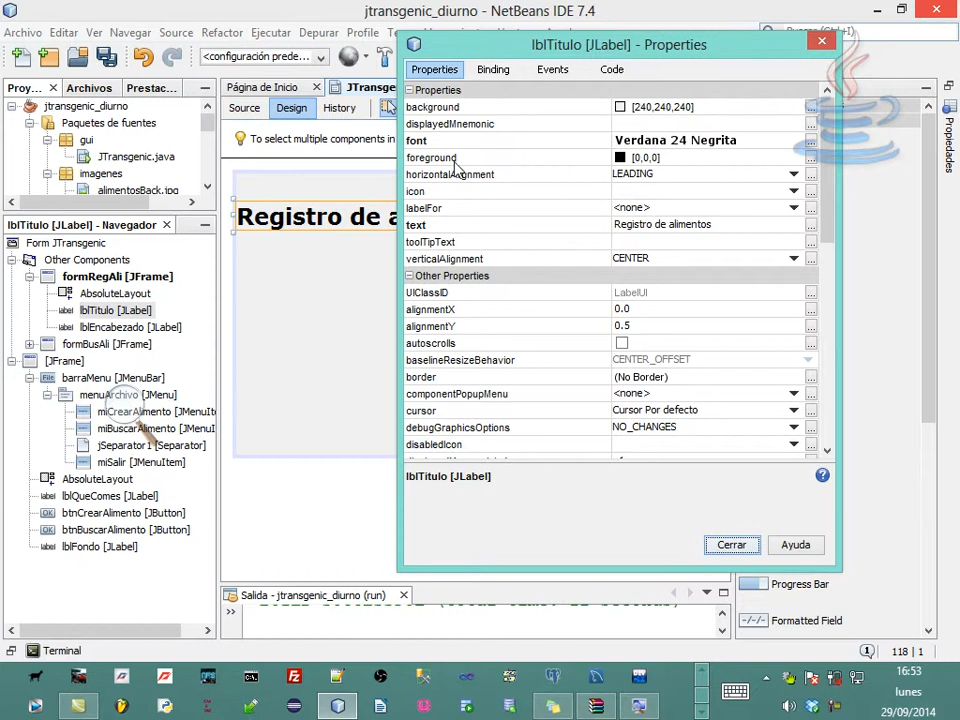 jtransgenic_diurno - NetBeans IDE 7.4
Archivo Editar Ver Navegar Source Refactor Ejecutar Depurar Profile
<configuración prede...
Proy... Archivos Prestac...
jtransgenic_diurno
Paquetes de fuentes
gui
JTransgenic.java
imagenes
alimentosBack.jpg
lblTitulo [JLabel] - Navegador
Form JTransgenic
Other Components
formRegAli [JFrame]
AbsoluteLayout
lblTitulo [JLabel]
lblEncabezado [JLabel]
formBusAli [JFrame]
[JFrame]
barraMenu [JMenuBar]
menuArchivo [JMenu]
miCrearAlimento [JMenuIte
miBuscarAlimento [JMenuI
jSeparator1 [Separator]
miSalir [JMenuItem]
AbsoluteLayout
lblQueComes [JLabel]
btnCrearAlimento [JButton]
btnBuscarAlimento [JButton]
lblFondo [JLabel]
Página de Inicio JTransge
Source Design History
To select multiple components in
Registro de a
lblTitulo [JLabel] - Properties
Properties Binding Events Code
Properties
background [240,240,240]
displayedMnemonic
font Verdana 24 Negrita
foreground [0,0,0]
horizontalAlignment LEADING
icon
labelFor <none>
text Registro de alimentos
toolTipText
verticalAlignment CENTER
Other Properties
UIClassID LabelUI
alignmentX 0.0
alignmentY 0.5
autoscrolls
baselineResizeBehavior CENTER_OFFSET
border (No Border)
componentPopupMenu <none>
cursor Cursor Por defecto
debugGraphicsOptions NO_CHANGES
disabledIcon
lblTitulo [JLabel]
Cerrar Ayuda
Propiedades
Progress Bar
Formatted Field
Salida - jtransgenic_diurno (run)
Terminal
118 | 1
16:53
lunes
29/09/2014